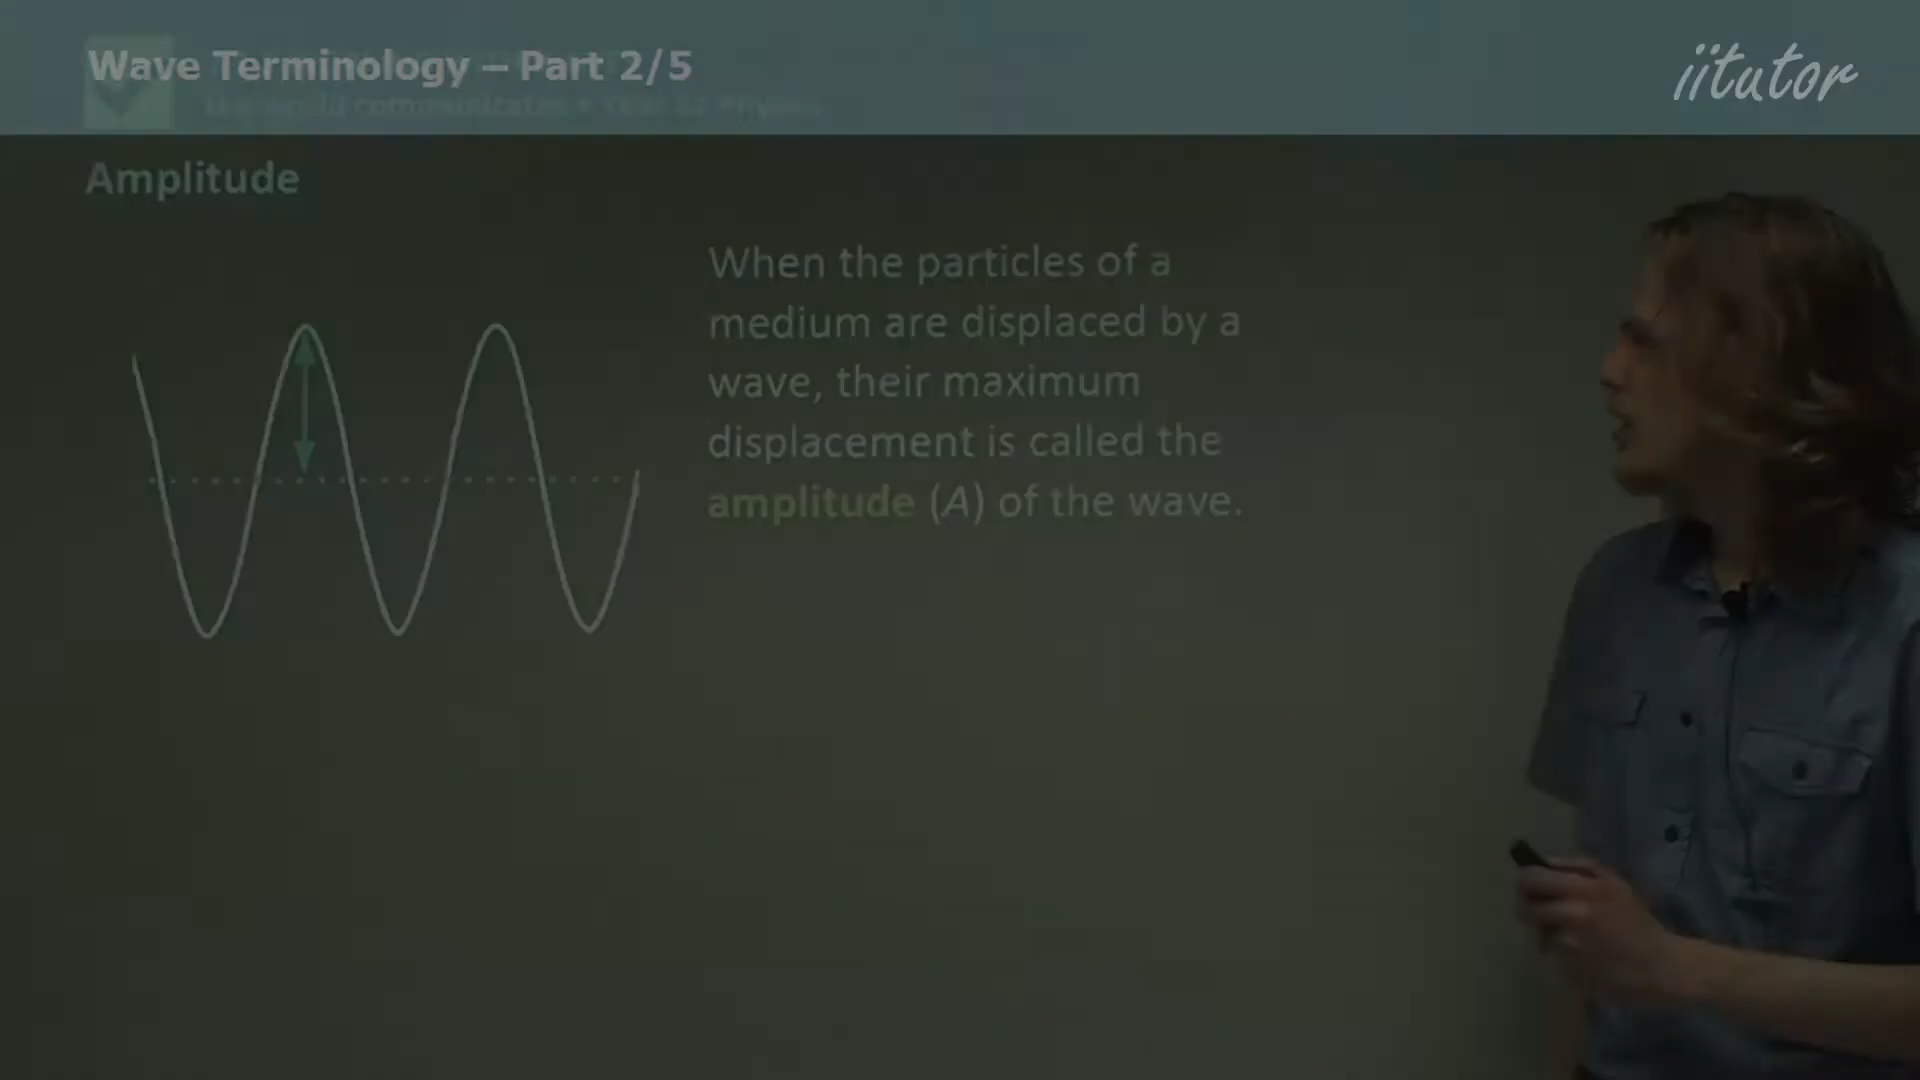 Wave Terminology – Part 2/5
iitutor
Amplitude
When the particles of a
medium are displaced by a
wave, their maximum
displacement is called the
amplitude (A) of the wave.